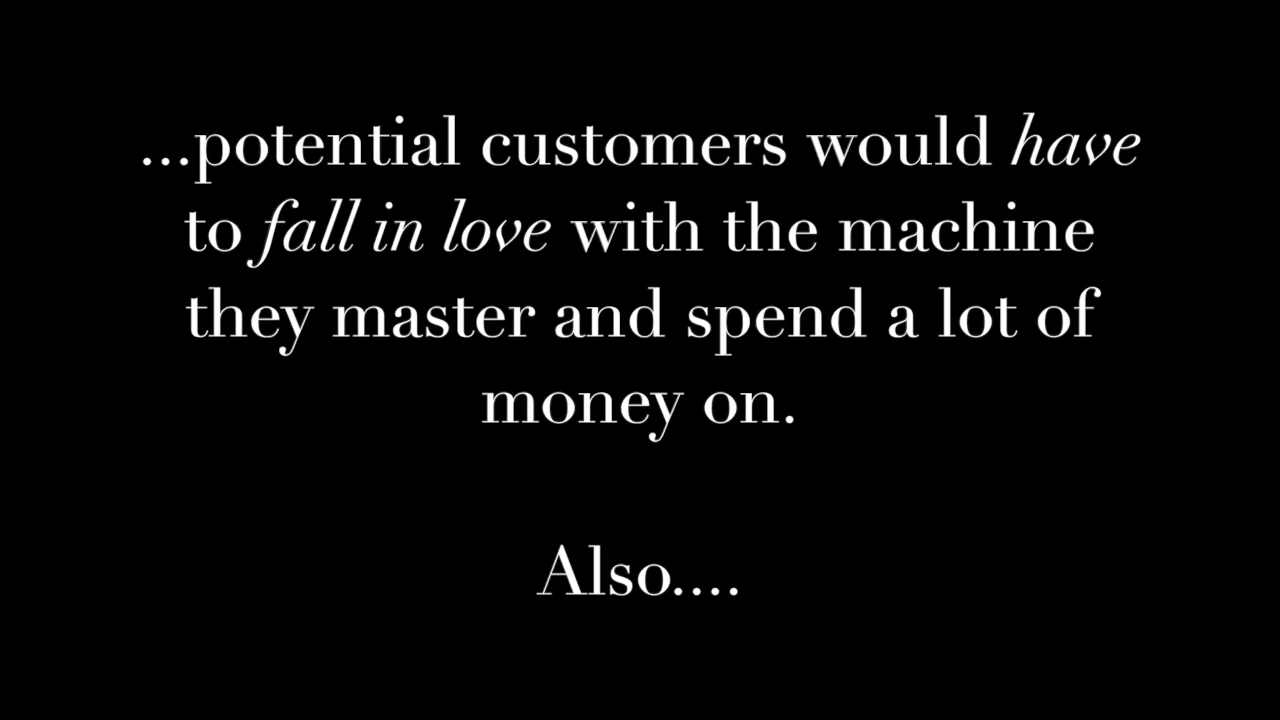 ...potential customers would have
to fall in love with the machine
they master and spend a lot of
money on.
Also....